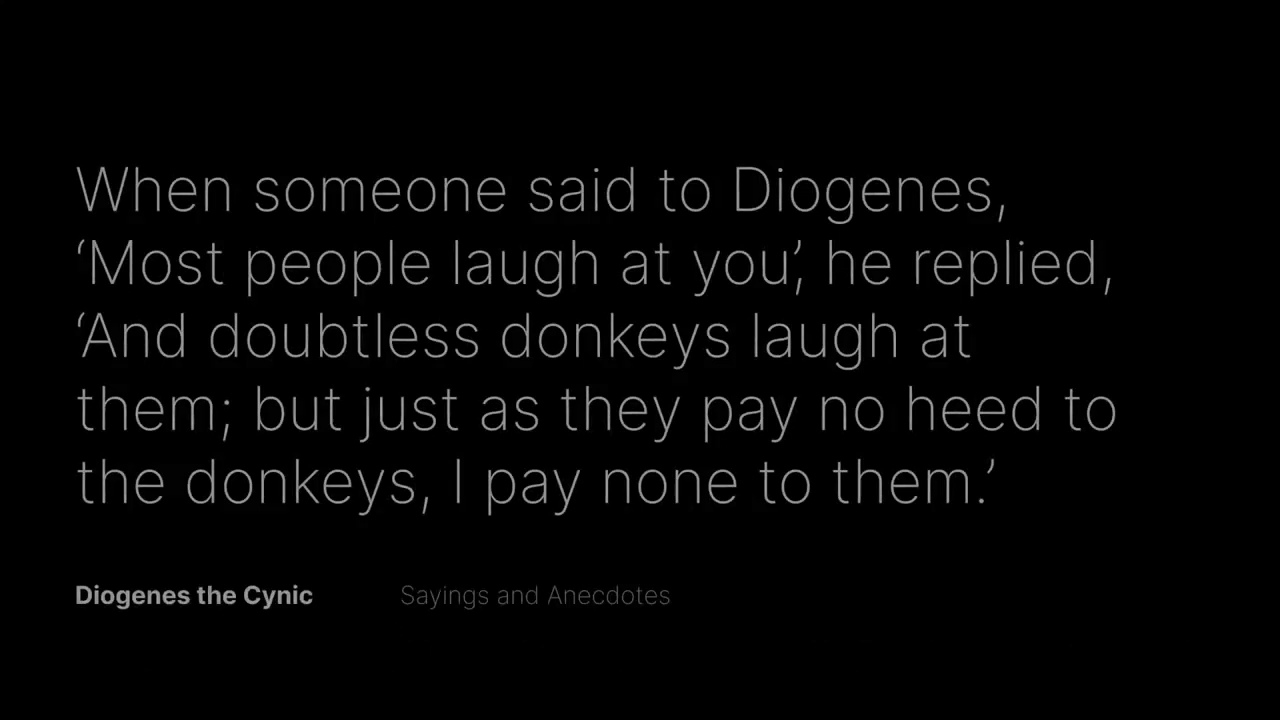 When someone said to Diogenes,
‘Most people laugh at you’, he replied,
‘And doubtless donkeys laugh at
them; but just as they pay no heed to
the donkeys, I pay none to them.’
Diogenes the Cynic Sayings and Anecdotes